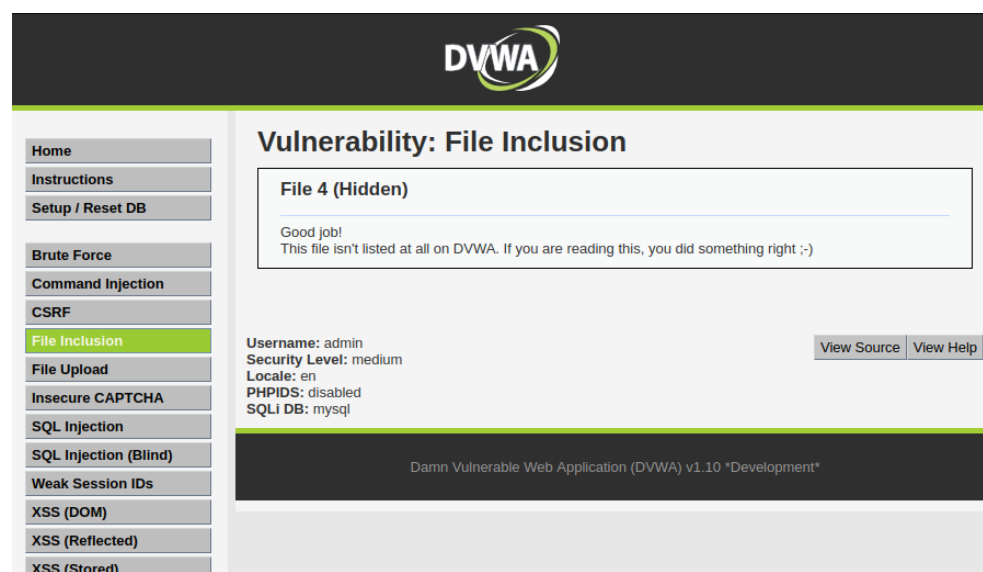 DVWA
Home
Instructions
Setup / Reset DB
Brute Force
Command Injection
CSRF
File Inclusion
File Upload
Insecure CAPTCHA
SQL Injection
SQL Injection (Blind)
Weak Session IDs
XSS (DOM)
XSS (Reflected)
XSS (Stored)
Vulnerability: File Inclusion
File 4 (Hidden)
Good job!
This file isn't listed at all on DVWA. If you are reading this, you did something right ;-)
Username: admin
Security Level: medium
Locale: en
PHPIDS: disabled
SQLi DB: mysql
View Source View Help
Damn Vulnerable Web Application (DVWA) v1.10 *Development*